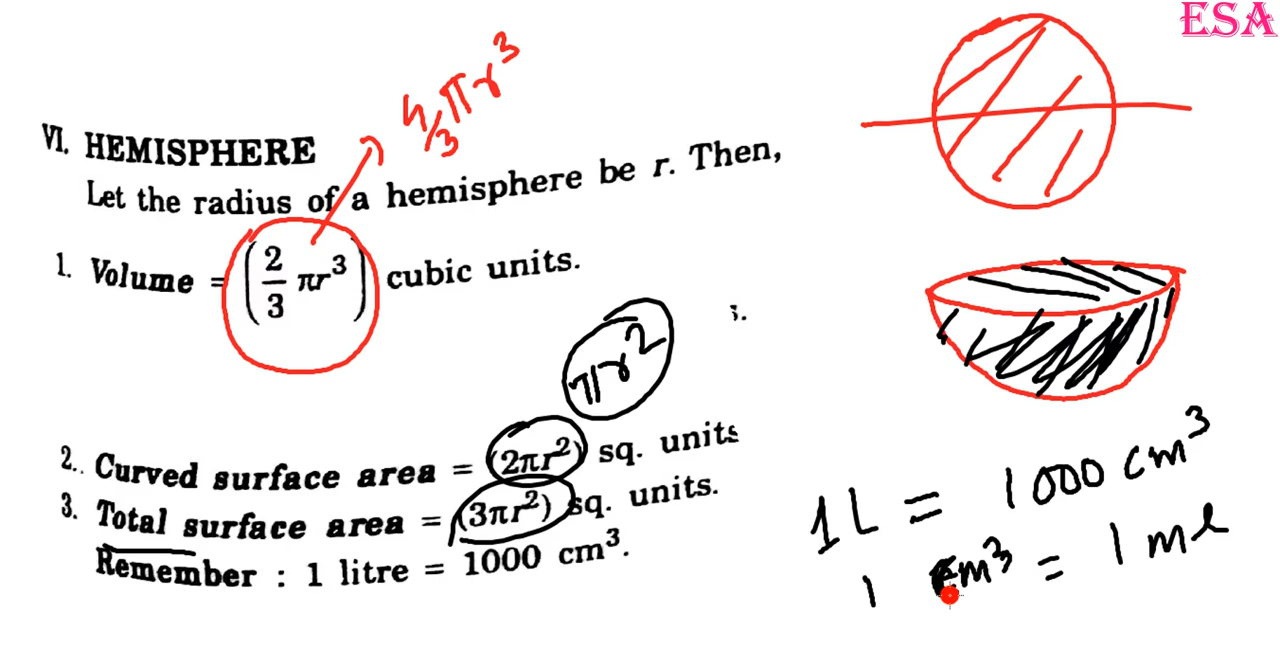 ESA
4/3 πr³
VI. HEMISPHERE
Let the radius of a hemisphere be r. Then,
1. Volume = (2/3 πr³) cubic units.
s.
πr²
2.. Curved surface area = (2πr²) sq. units
3. Total surface area = (3πr²) sq. units.
Remember : 1 litre = 1000 cm³.
1L = 1000 cm³
1 cm³ = 1 ml